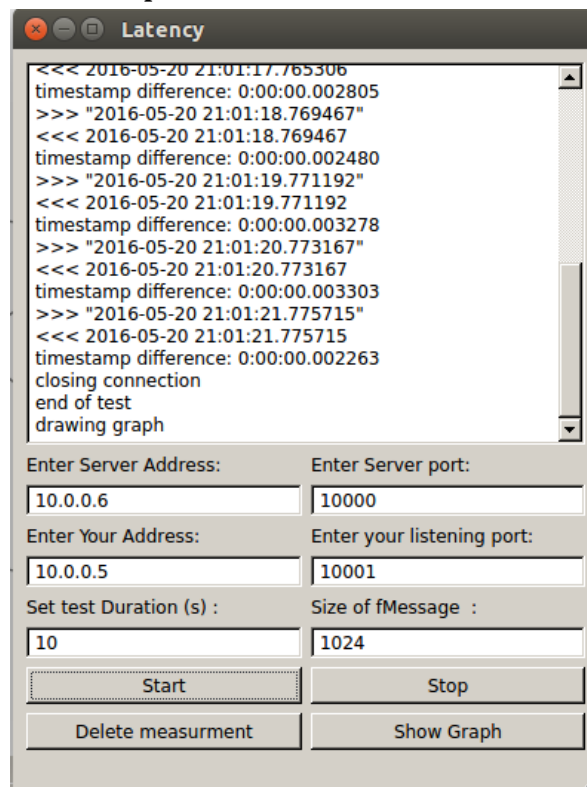 Latency
<<< 2016-05-20 21:01:17.765306
timestamp difference: 0:00:00.002805
>>> "2016-05-20 21:01:18.769467"
<<< 2016-05-20 21:01:18.769467
timestamp difference: 0:00:00.002480
>>> "2016-05-20 21:01:19.771192"
<<< 2016-05-20 21:01:19.771192
timestamp difference: 0:00:00.003278
>>> "2016-05-20 21:01:20.773167"
<<< 2016-05-20 21:01:20.773167
timestamp difference: 0:00:00.003303
>>> "2016-05-20 21:01:21.775715"
<<< 2016-05-20 21:01:21.775715
timestamp difference: 0:00:00.002263
closing connection
end of test
drawing graph
Enter Server Address: Enter Server port:
10.0.0.6 10000
Enter Your Address: Enter your listening port:
10.0.0.5 10001
Set test Duration (s) : Size of fMessage :
10 1024
Start Stop
Delete measurment Show Graph